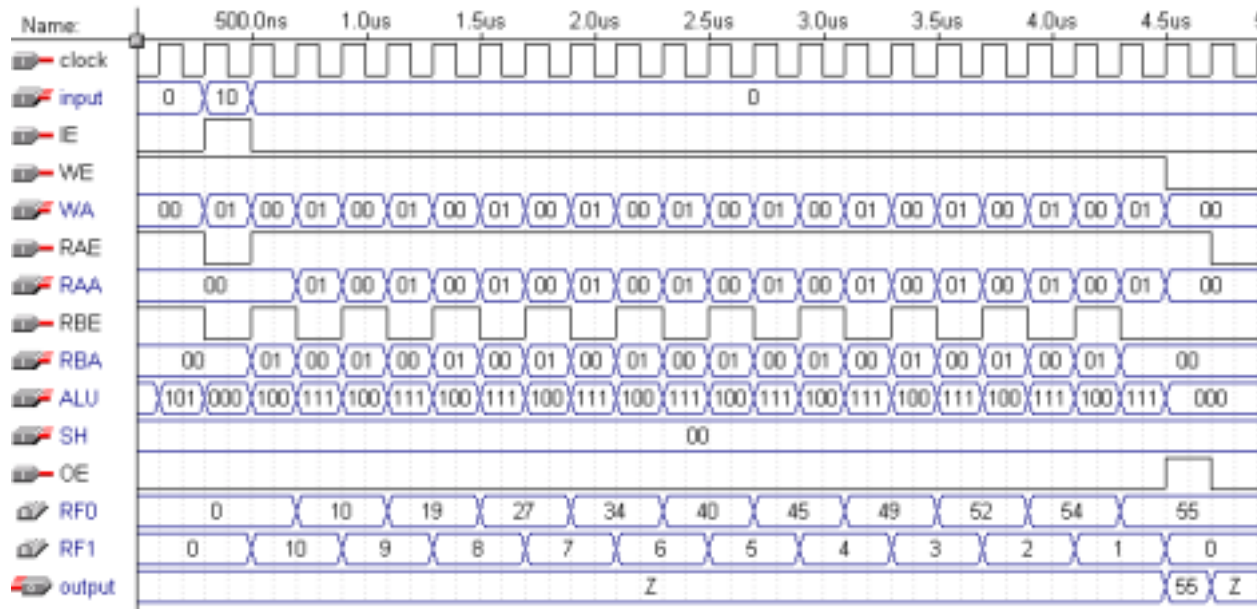 Name: 500.0ns 1.0us 1.5us 2.0us 2.5us 3.0us 3.5us 4.0us 4.5us
clock
input 0 10 0
IE
WE
WA 00 01 00 01 00 01 00 01 00 01 00 01 00 01 00 01 00 01 00 01 00 01 00
RAE
RAA 00 01 00 01 00 01 00 01 00 01 00 01 00 01 00 01 00 01 00 01 00
RBE
RBA 00 01 00 01 00 01 00 01 00 01 00 01 00 01 00 01 00 01 00 01 00
ALU 101 000 100 111 100 111 100 111 100 111 100 111 100 111 100 111 100 111 100 111 100 111 000
SH 00
OE
RF0 0 10 19 27 34 40 45 49 52 54 55
RF1 0 10 9 8 7 6 5 4 3 2 1 0
output Z 55 Z